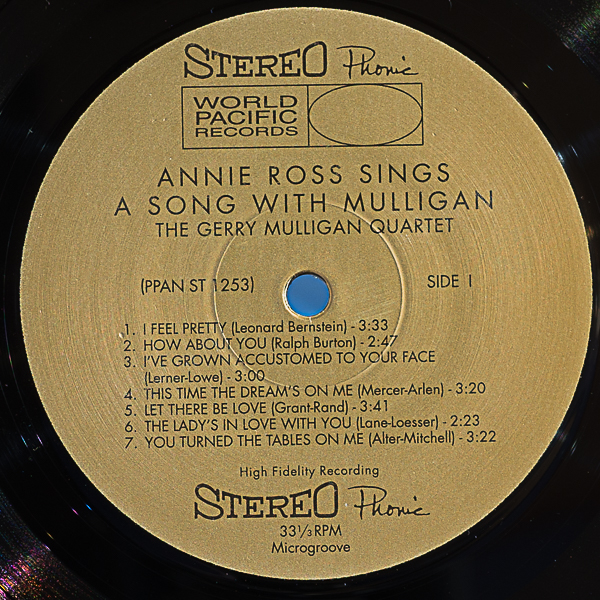 STEREO Phonic
WORLD
PACIFIC
RECORDS
ANNIE ROSS SINGS
A SONG WITH MULLIGAN
THE GERRY MULLIGAN QUARTET
(PPAN ST 1253) SIDE 1
1. I FEEL PRETTY (Leonard Bernstein) - 3:33
2. HOW ABOUT YOU (Ralph Burton) - 2:47
3. I'VE GROWN ACCUSTOMED TO YOUR FACE
(Lerner-Lowe) - 3:00
4. THIS TIME THE DREAM'S ON ME (Mercer-Arlen) - 3:20
5. LET THERE BE LOVE (Grant-Rand) - 3:41
6. THE LADY'S IN LOVE WITH YOU (Lane-Loesser) - 2:23
7. YOU TURNED THE TABLES ON ME (Alter-Mitchell) - 3:22
High Fidelity Recording
STEREO Phonic
33 1/3 RPM
Microgroove